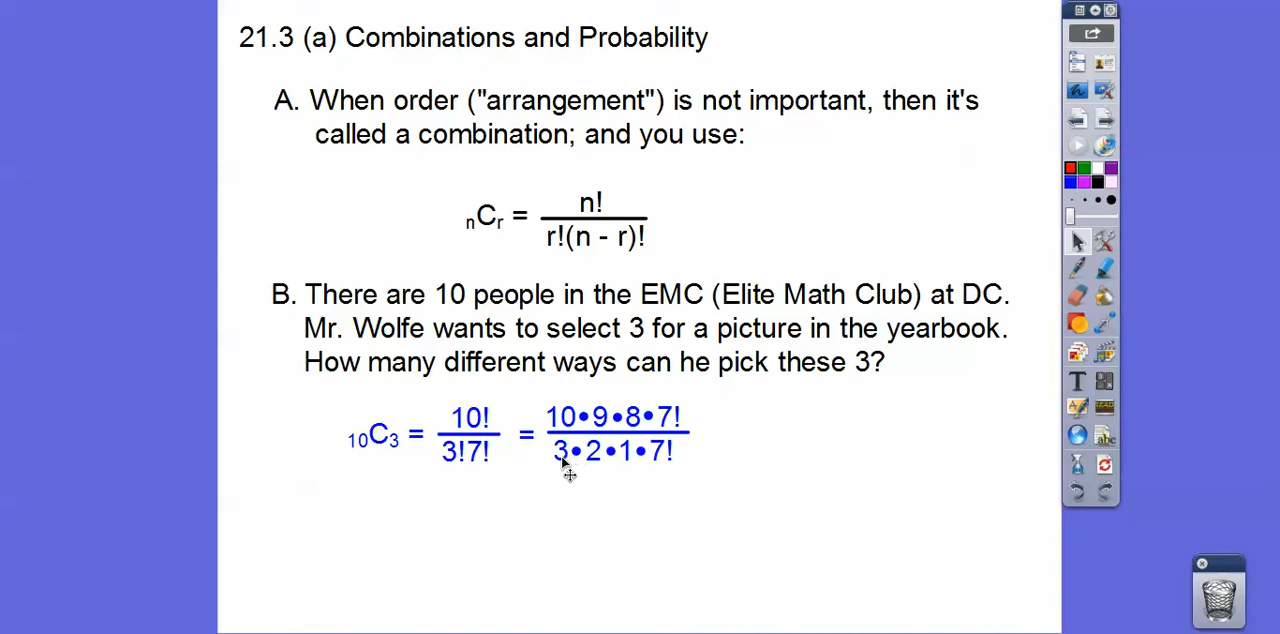 21.3 (a) Combinations and Probability
A. When order ("arrangement") is not important, then it's
called a combination; and you use:
nCr = n! / r!(n - r)!
B. There are 10 people in the EMC (Elite Math Club) at DC.
Mr. Wolfe wants to select 3 for a picture in the yearbook.
How many different ways can he pick these 3?
10C3 = 10! / 3!7! = 10•9•8•7! / 3•2•1•7!